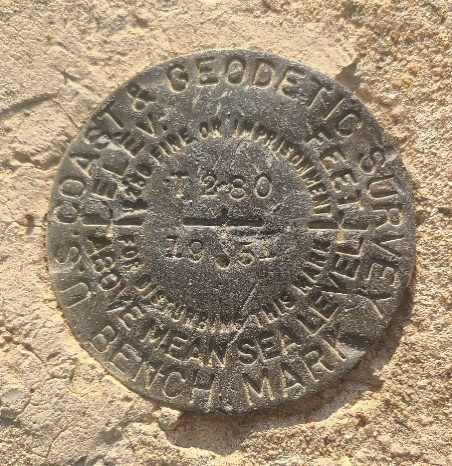 U.S. COAST & GEODETIC SURVEY
ELEV. FEET
ABOVE MEAN SEA LEVEL
$250 FINE OR IMPRISONMENT
FOR DISTURBING THIS MARK
T 280
1951
BENCH MARK